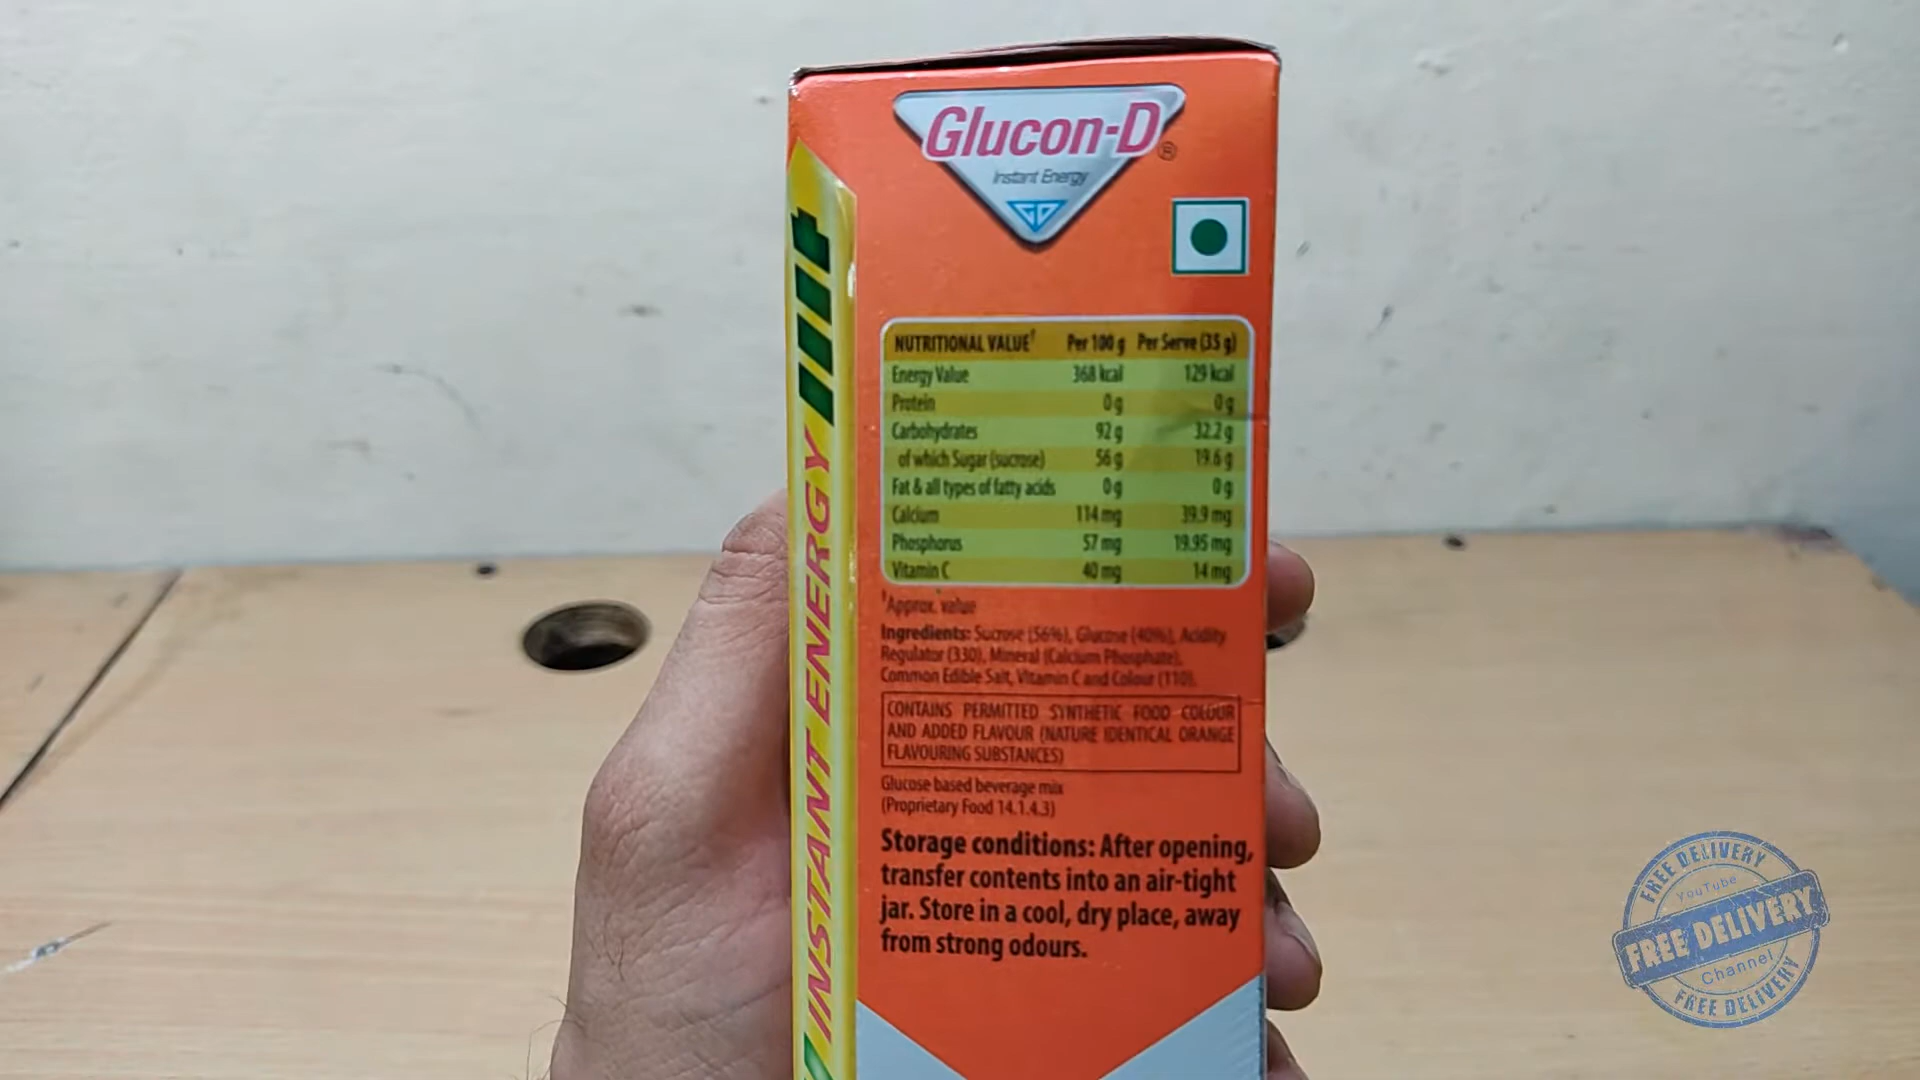 Glucon-D®
Instant Energy
GD
INSTANT ENERGY
NUTRITIONAL VALUE† Per 100 g Per Serve (35 g)
Energy Value 368 kcal 129 kcal
Protein 0 g 0 g
Carbohydrates 92 g 32.2 g
of which Sugar (sucrose) 56 g 19.6 g
Fat & all types of fatty acids 0 g 0 g
Calcium 114 mg 39.9 mg
Phosphorus 57 mg 19.95 mg
Vitamin C 40 mg 14 mg
†Approx. value
Ingredients: Sucrose (56%), Glucose (40%), Acidity
Regulator (330), Mineral (Calcium Phosphate),
Common Edible Salt, Vitamin C and Colour (110).
CONTAINS PERMITTED SYNTHETIC FOOD COLOUR
AND ADDED FLAVOUR (NATURE IDENTICAL ORANGE
FLAVOURING SUBSTANCES)
Glucose based beverage mix
(Proprietary Food 14.1.4.3)
Storage conditions: After opening,
transfer contents into an air-tight
jar. Store in a cool, dry place, away
from strong odours.
FREE DELIVERY
YouTube
FREE DELIVERY
Channel
FREE DELIVERY